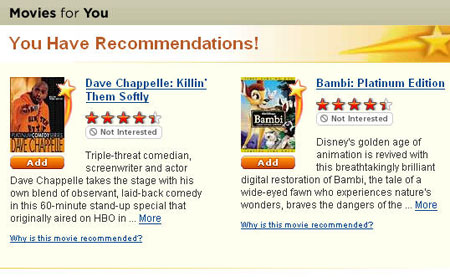 Movies for You
You Have Recommendations!
Dave Chappelle: Killin'
Them Softly
Not Interested
PLATINUM COMEDY SERIES
DAVE CHAPPELLE
Add
Triple-threat comedian,
screenwriter and actor
Dave Chappelle takes the stage with his
own blend of observant, laid-back comedy
in this 60-minute stand-up special that
originally aired on HBO in ... More
Why is this movie recommended?
Bambi: Platinum Edition
Not Interested
Bambi
Add
Disney's golden age of
animation is revived with
this breathtakingly brilliant
digital restoration of Bambi, the tale of a
wide-eyed fawn who experiences nature's
wonders, braves the dangers of the ... More
Why is this movie recommended?